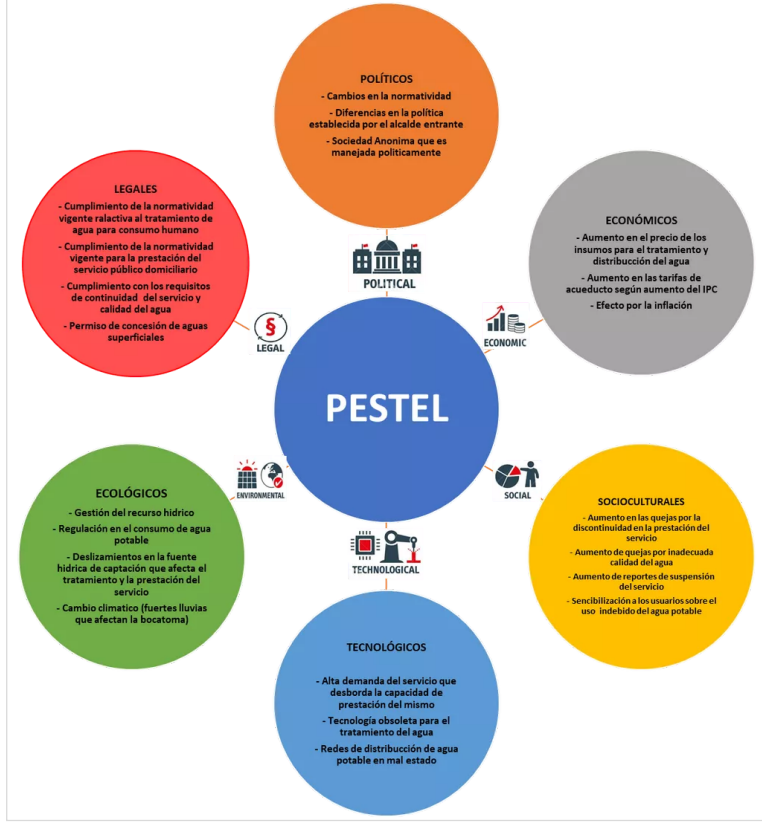 POLÍTICOS
- Cambios en la normatividad
- Diferencias en la política
establecida por el alcalde entrante
- Sociedad Anonima que es
manejada politicamente
LEGALES
- Cumplimiento de la normatividad
vigente ralactiva al tratamiento de
agua para consumo humano
- Cumplimiento de la normatividad
vigente para la prestación del
servicio público domiciliario
- Cumplimiento con los requisitos
de continuidad del servicio y
calidad del agua
- Permiso de concesión de aguas
superficiales
ECONÓMICOS
- Aumento en el precio de los
insumos para el tratamiento y
distribución del agua
- Aumento en las tarifas de
acueducto según aumento del IPC
- Efecto por la inflación
POLITICAL
§
LEGAL
ECONOMIC
PESTEL
ENVIRONMENTAL
SOCIAL
TECHNOLOGICAL
ECOLÓGICOS
- Gestión del recurso hidrico
- Regulación en el consumo de agua
potable
- Deslizamientos en la fuente
hidrica de captación que afecta el
tratamiento y la prestación del
servicio
- Cambio climatico (fuertes lluvias
que afectan la bocatoma)
SOCIOCULTURALES
- Aumento en las quejas por la
discontinuidad en la prestación del
servicio
- Aumento de quejas por inadecuada
calidad del agua
- Aumento de reportes de suspensión
del servicio
- Sencibilización a los usuarios sobre el
uso indebido del agua potable
TECNOLÓGICOS
- Alta demanda del servicio que
desborda la capacidad de
prestación del mismo
- Tecnología obsoleta para el
tratamiento del agua
- Redes de distribucción de agua
potable en mal estado